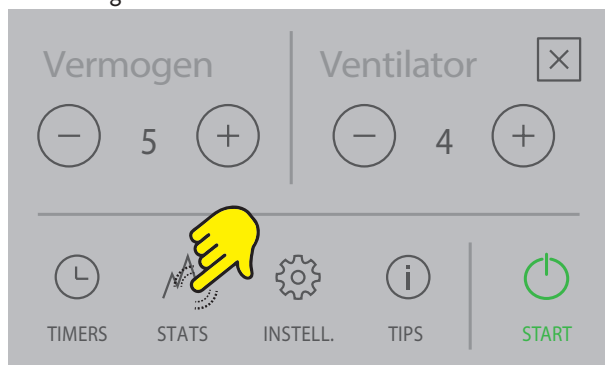 Vermogen
Ventilator
5
4
TIMERS
STATS
INSTELL.
TIPS
START